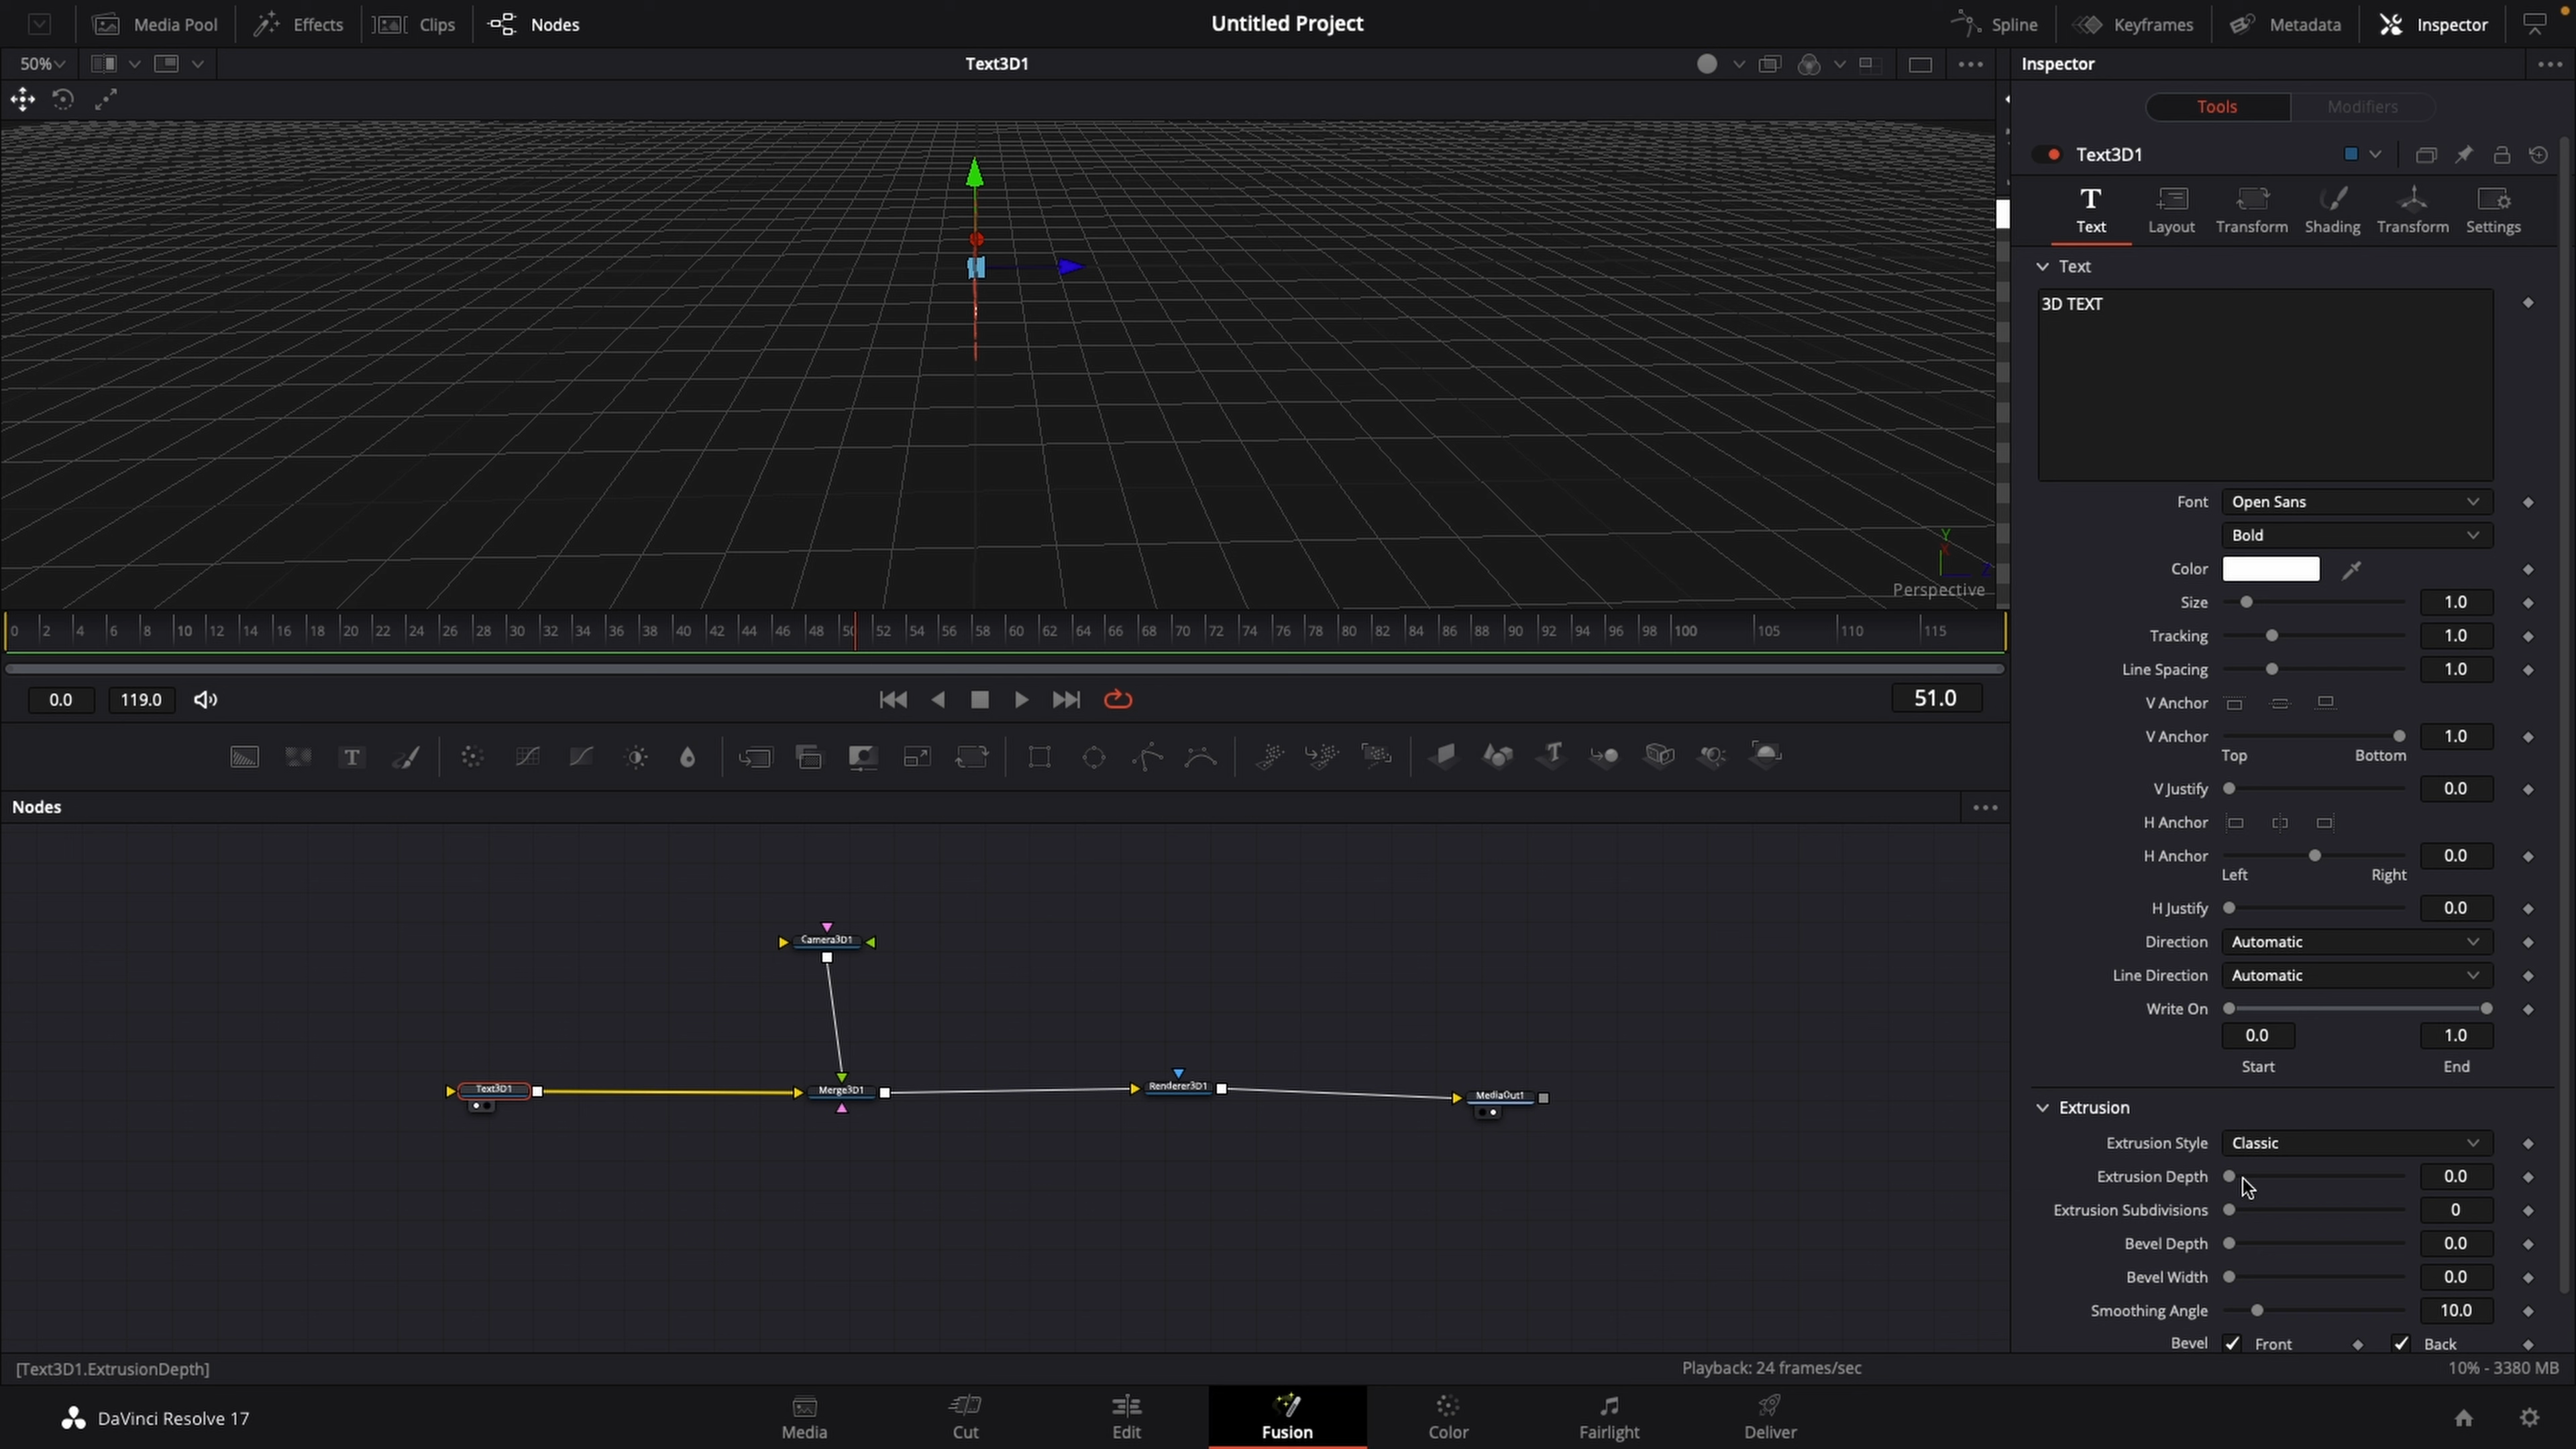 Media Pool Effects Clips Nodes Untitled Project Spline Keyframes Metadata Inspector
50% Text3D1 Inspector
Tools Modifiers
Text3D1
Text Layout Transform Shading Transform Settings
Text
3D TEXT
Font Open Sans
Bold
Color
Size 1.0
Tracking 1.0
Line Spacing 1.0
V Anchor
V Anchor 1.0
Top Bottom
V Justify 0.0
H Anchor
H Anchor 0.0
Left Right
H Justify 0.0
Direction Automatic
Line Direction Automatic
Write On
0.0 1.0
Start End
Extrusion
Extrusion Style Classic
Extrusion Depth 0.0
Extrusion Subdivisions 0
Bevel Depth 0.0
Bevel Width 0.0
Smoothing Angle 10.0
Bevel Front Back
Y
X
Z
Perspective
0 2 4 6 8 10 12 14 16 18 20 22 24 26 28 30 32 34 36 38 40 42 44 46 48 50 52 54 56 58 60 62 64 66 68 70 72 74 76 78 80 82 84 86 88 90 92 94 96 98 100 105 110 115
0.0 119.0 51.0
Nodes
Camera3D1
Text3D1 Merge3D1 Renderer3D1 MediaOut1
[Text3D1.ExtrusionDepth] Playback: 24 frames/sec 10% - 3380 MB
DaVinci Resolve 17 Media Cut Edit Fusion Color Fairlight Deliver